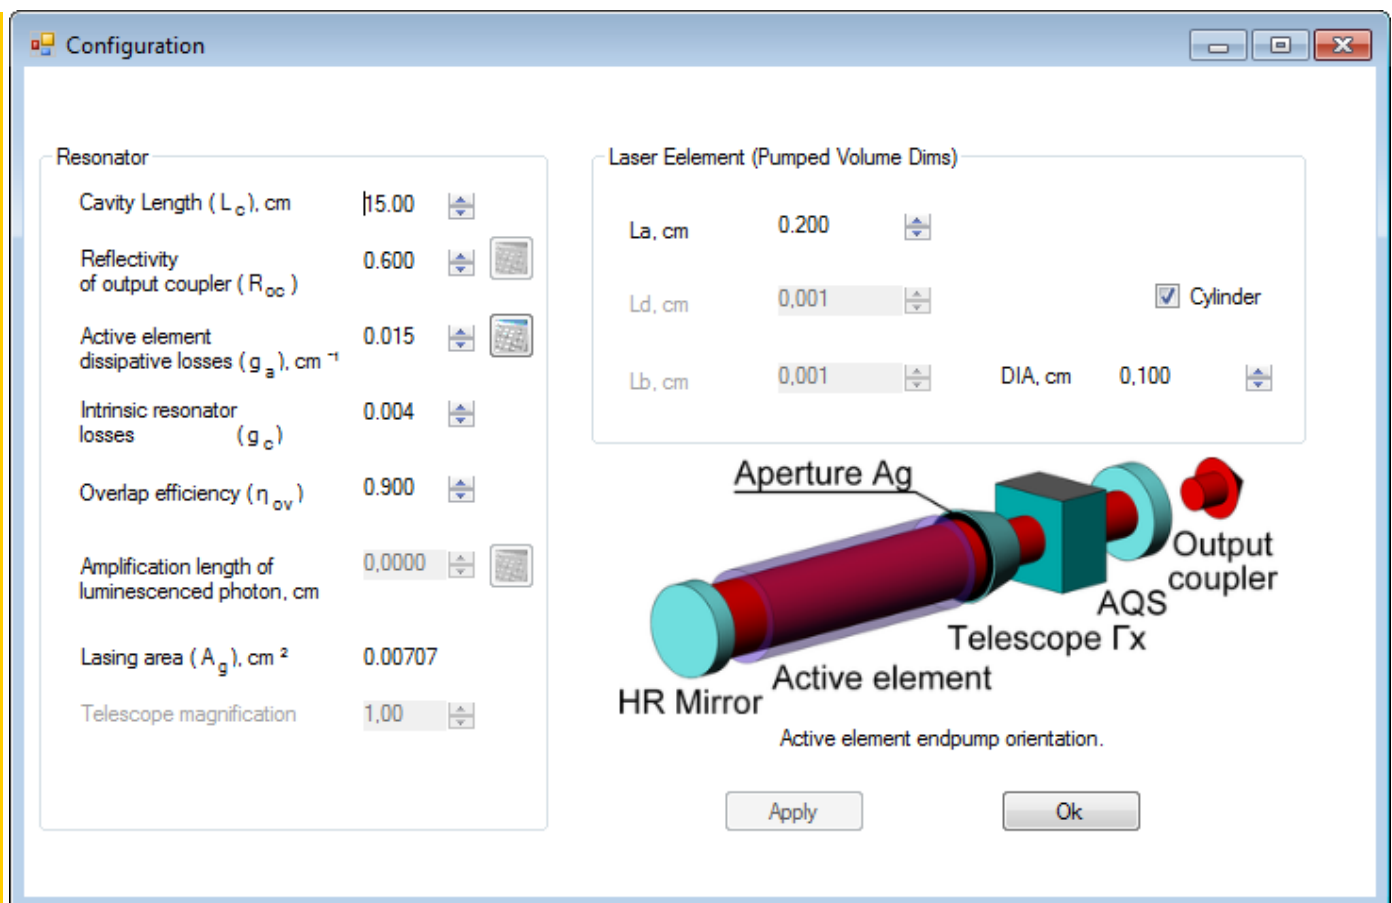 Configuration
Resonator
Cavity Length ( L c ), cm 15.00
Reflectivity
of output coupler ( R oc ) 0.600
Active element
dissipative losses ( g a ), cm ⁻¹ 0.015
Intrinsic resonator
losses ( g c ) 0.004
Overlap efficiency ( η ov ) 0.900
Amplification length of
luminescenced photon, cm 0,0000
Lasing area ( A g ), cm ² 0.00707
Telescope magnification 1,00
Laser Eelement (Pumped Volume Dims)
La, cm 0.200
Ld, cm 0,001
Cylinder
Lb, cm 0,001
DIA, cm 0,100
Aperture Ag
Output
coupler
AQS
Telescope Гx
Active element
HR Mirror
Active element endpump orientation.
Apply
Ok